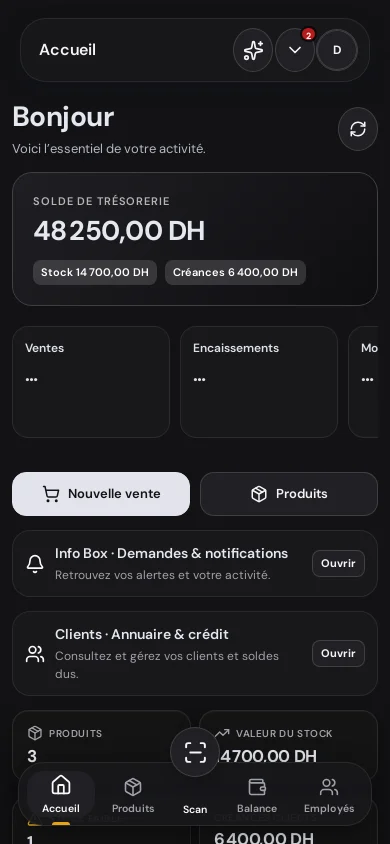 Accueil
2
D
Bonjour
Voici l'essentiel de votre activité.
SOLDE DE TRÉSORERIE
48 250,00 DH
Stock 14 700,00 DH
Créances 6 400,00 DH
Ventes
Encaissements
Mo
...
...
...
Nouvelle vente
Produits
Info Box · Demandes & notifications
Retrouvez vos alertes et votre activité.
Ouvrir
Clients · Annuaire & crédit
Consultez et gérez vos clients et soldes
dus.
Ouvrir
PRODUITS
VALEUR DU STOCK
3
14 700,00 DH
Accueil
Produits
Scan
Balance
Employés
1
6 400,00 DH